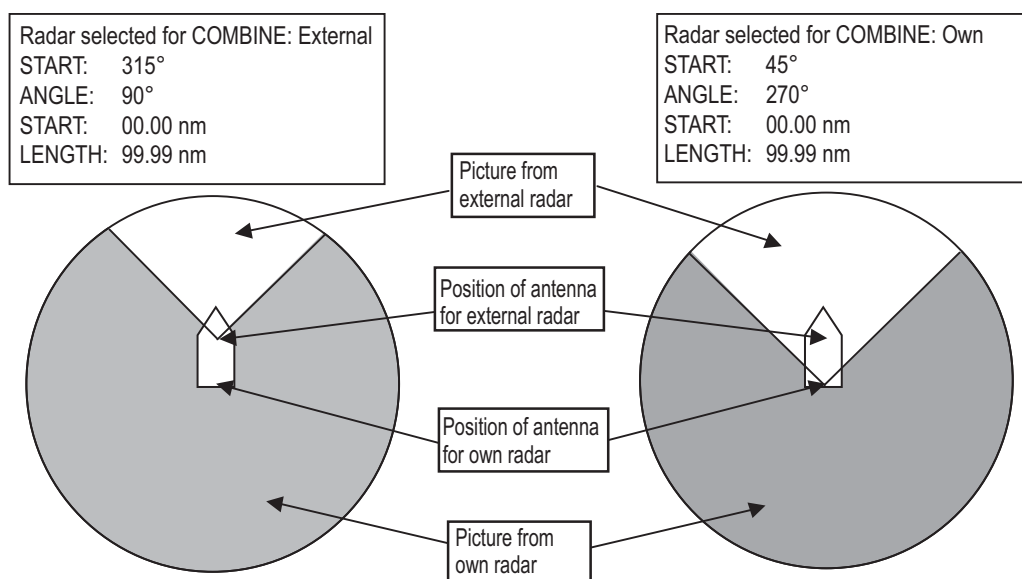 Radar selected for COMBINE: External
START: 315°
ANGLE: 90°
START: 00.00 nm
LENGTH: 99.99 nm
Radar selected for COMBINE: Own
START: 45°
ANGLE: 270°
START: 00.00 nm
LENGTH: 99.99 nm
Picture from
external radar
Position of antenna
for external radar
Position of antenna
for own radar
Picture from
own radar